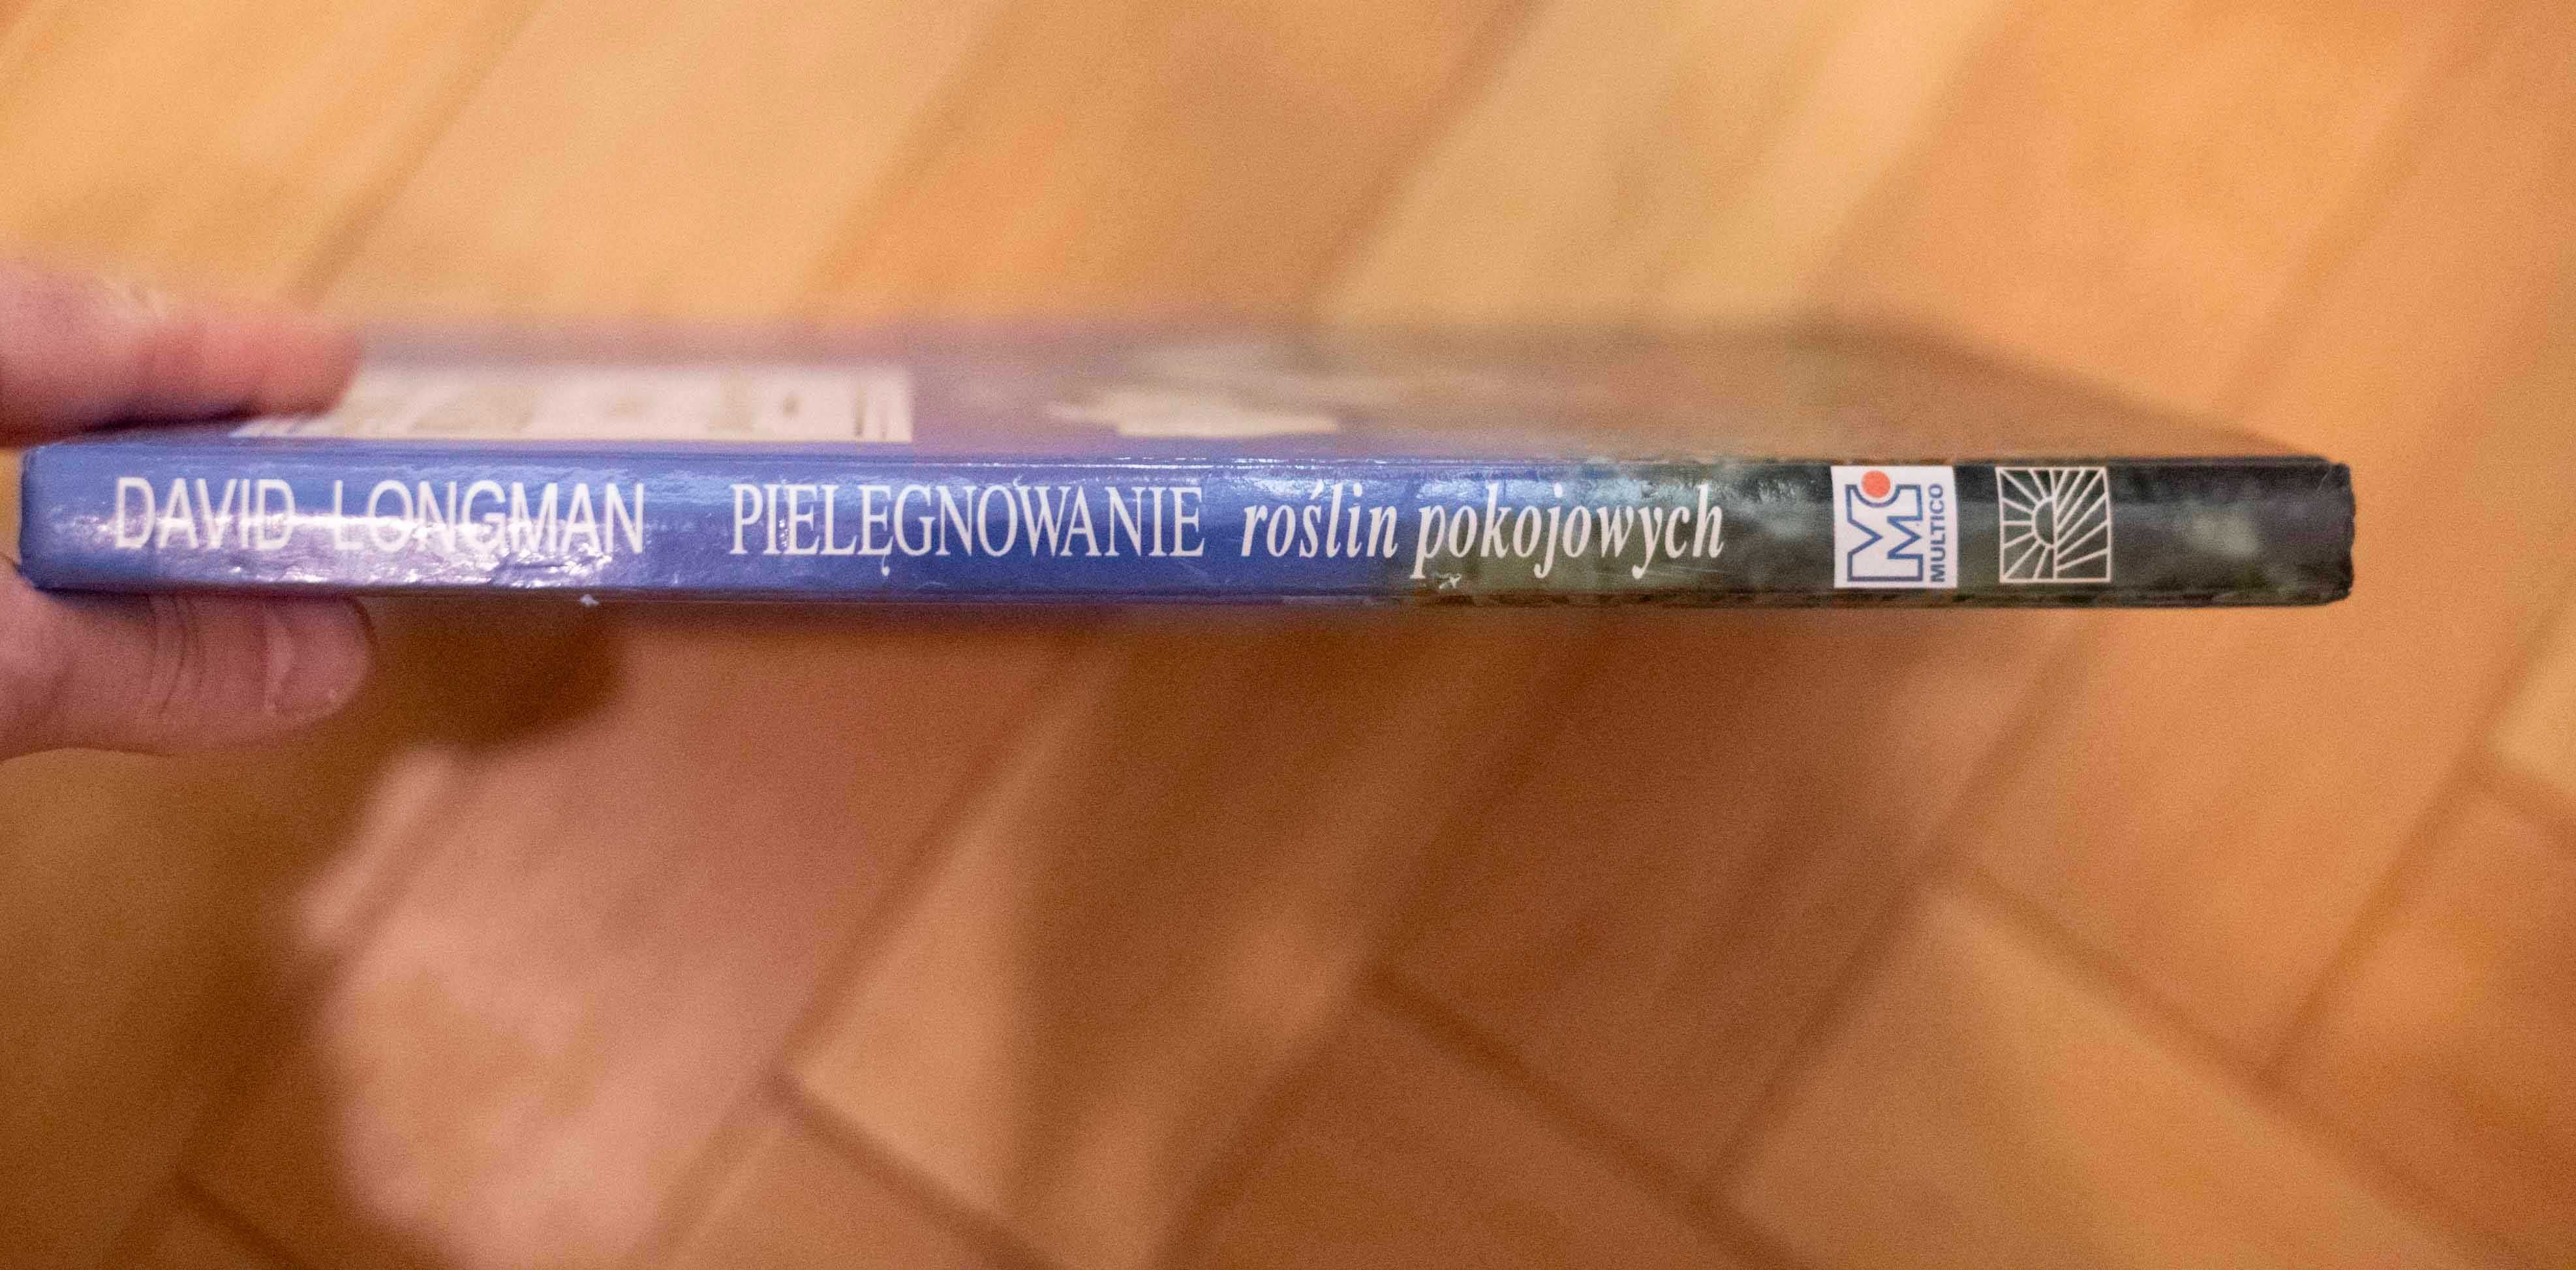 DAVID LONGMAN PIELĘGNOWANIE roślin pokojowych
MULTICO